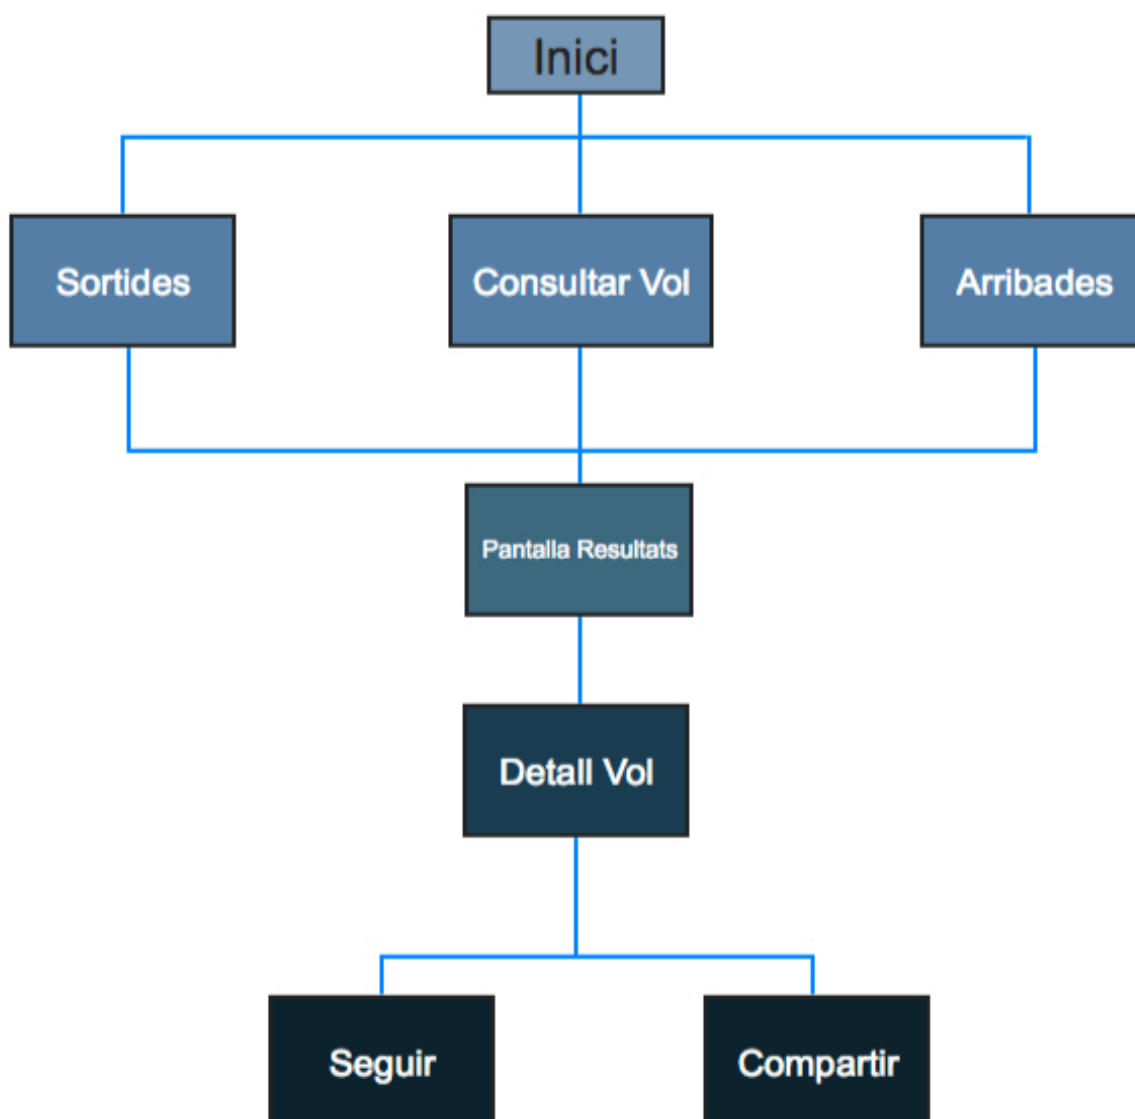 Inici
Sortides
Consultar Vol
Arribades
Pantalla Resultats
Detall Vol
Seguir
Compartir